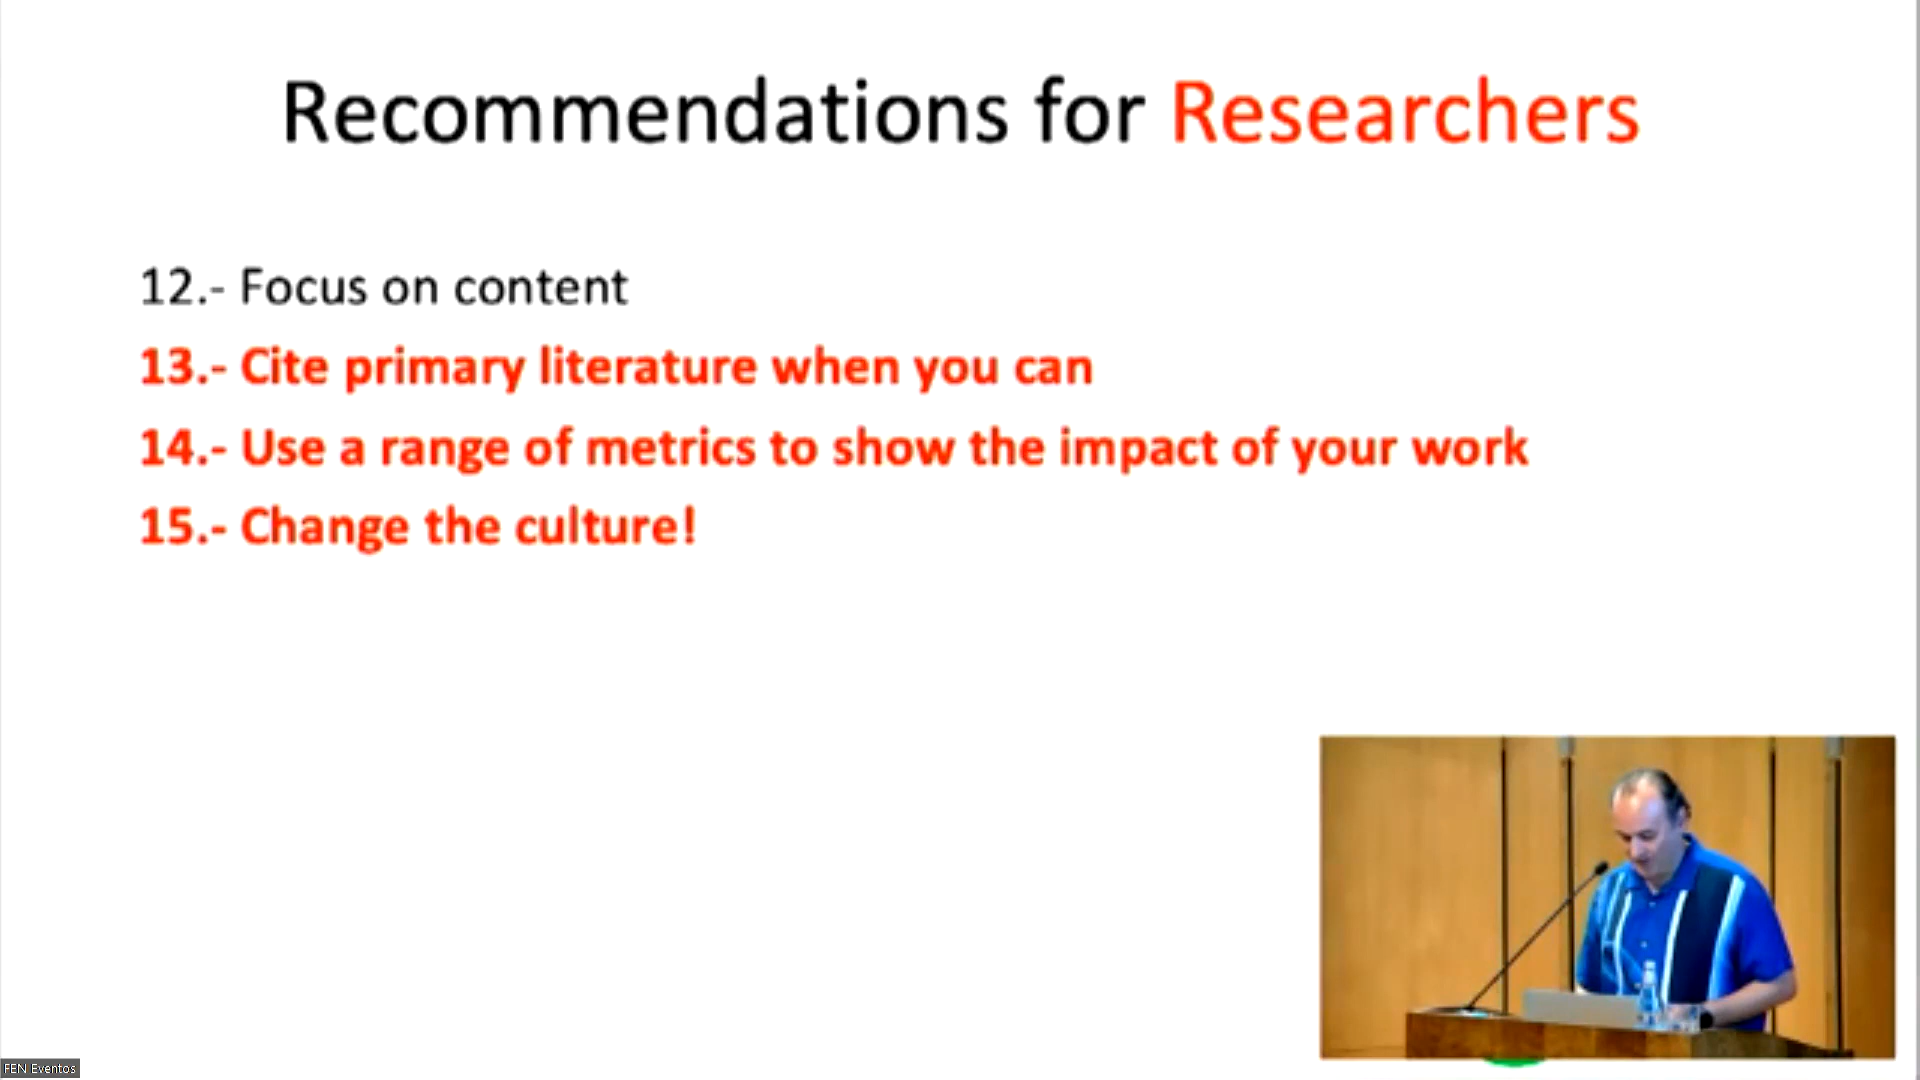 Recommendations for Researchers
12.- Focus on content
13.- Cite primary literature when you can
14.- Use a range of metrics to show the impact of your work
15.- Change the culture!
FEN Eventos